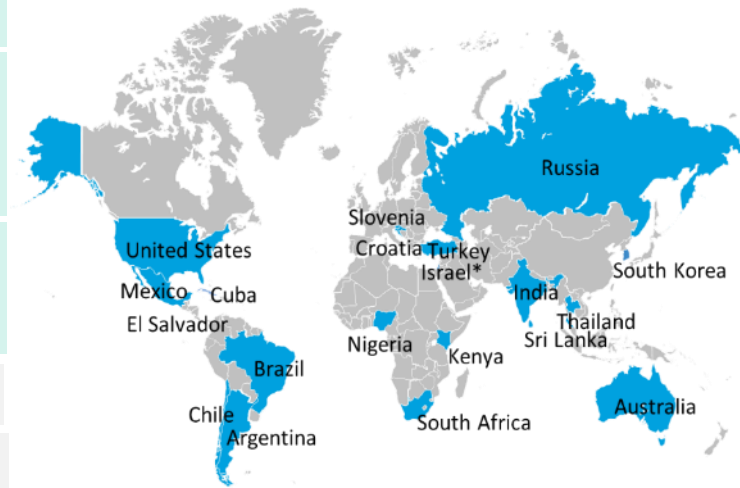 Russia
Slovenia
United States
Croatia
Turkey
Israel*
South Korea
Mexico
Cuba
India
El Salvador
Thailand
Nigeria
Sri Lanka
Kenya
Brazil
Chile
Australia
South Africa
Argentina